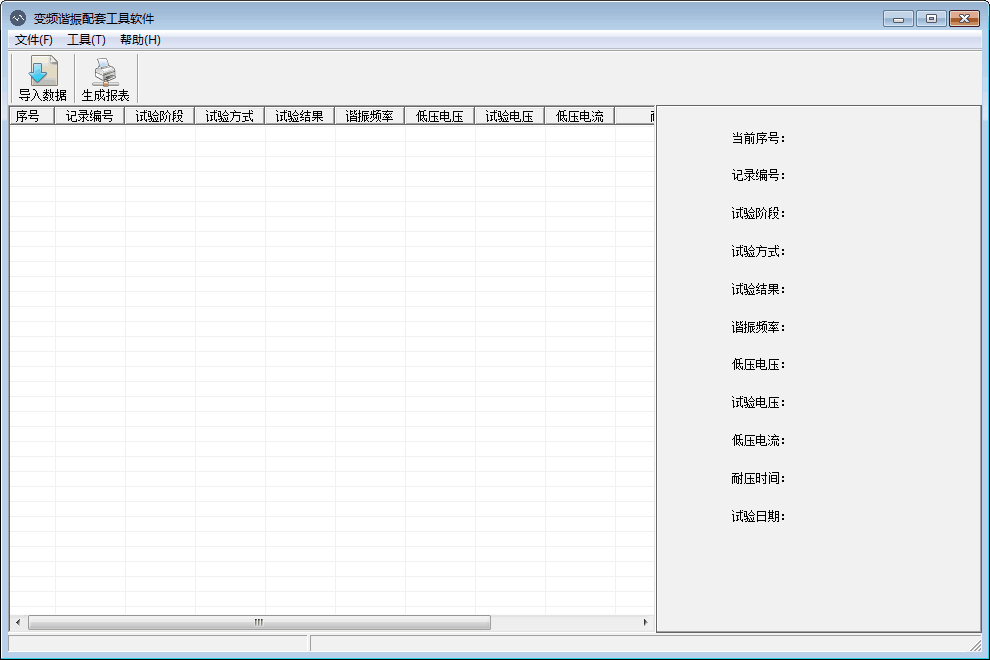 变频谐振配套工具软件
文件(F) 工具(T) 帮助(H)
导入数据 生成报表
序号 记录编号 试验阶段 试验方式 试验结果 谐振频率 低压电压 试验电压 低压电流
当前序号：
记录编号：
试验阶段：
试验方式：
试验结果：
谐振频率：
低压电压：
试验电压：
低压电流：
耐压时间：
试验日期：